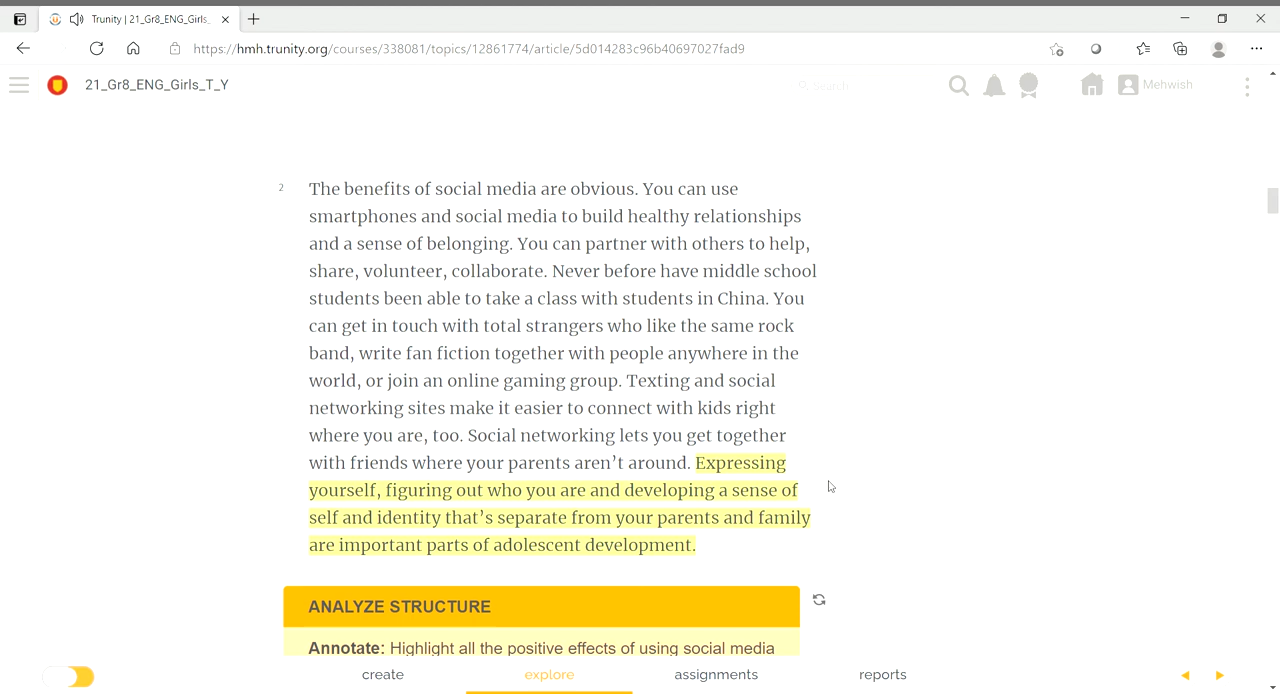 Trunity | 21_Gr8_ENG_Girls_
https://hmh.trunity.org/courses/338081/topics/12861774/article/5d014283c96b40697027fad9
21_Gr8_ENG_Girls_T_Y
Search
Mehwish
2
The benefits of social media are obvious. You can use
smartphones and social media to build healthy relationships
and a sense of belonging. You can partner with others to help,
share, volunteer, collaborate. Never before have middle school
students been able to take a class with students in China. You
can get in touch with total strangers who like the same rock
band, write fan fiction together with people anywhere in the
world, or join an online gaming group. Texting and social
networking sites make it easier to connect with kids right
where you are, too. Social networking lets you get together
with friends where your parents aren’t around. Expressing
yourself, figuring out who you are and developing a sense of
self and identity that’s separate from your parents and family
are important parts of adolescent development.
ANALYZE STRUCTURE
Annotate: Highlight all the positive effects of using social media
create explore assignments reports